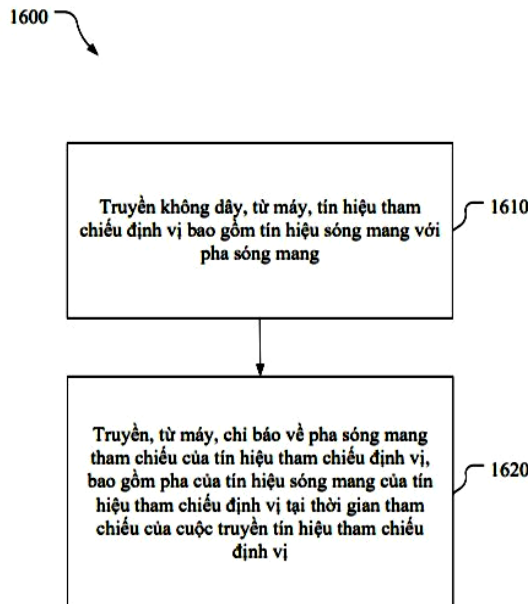 1600
Truyền không dây, từ máy, tín hiệu tham
chiếu định vị bao gồm tín hiệu sóng mang với
pha sóng mang
1610
Truyền, từ máy, chỉ báo về pha sóng mang
tham chiếu của tín hiệu tham chiếu định vị,
bao gồm pha của tín hiệu sóng mang của tín
hiệu tham chiếu định vị tại thời gian tham
chiếu của cuộc truyền tín hiệu tham chiếu
định vị
1620